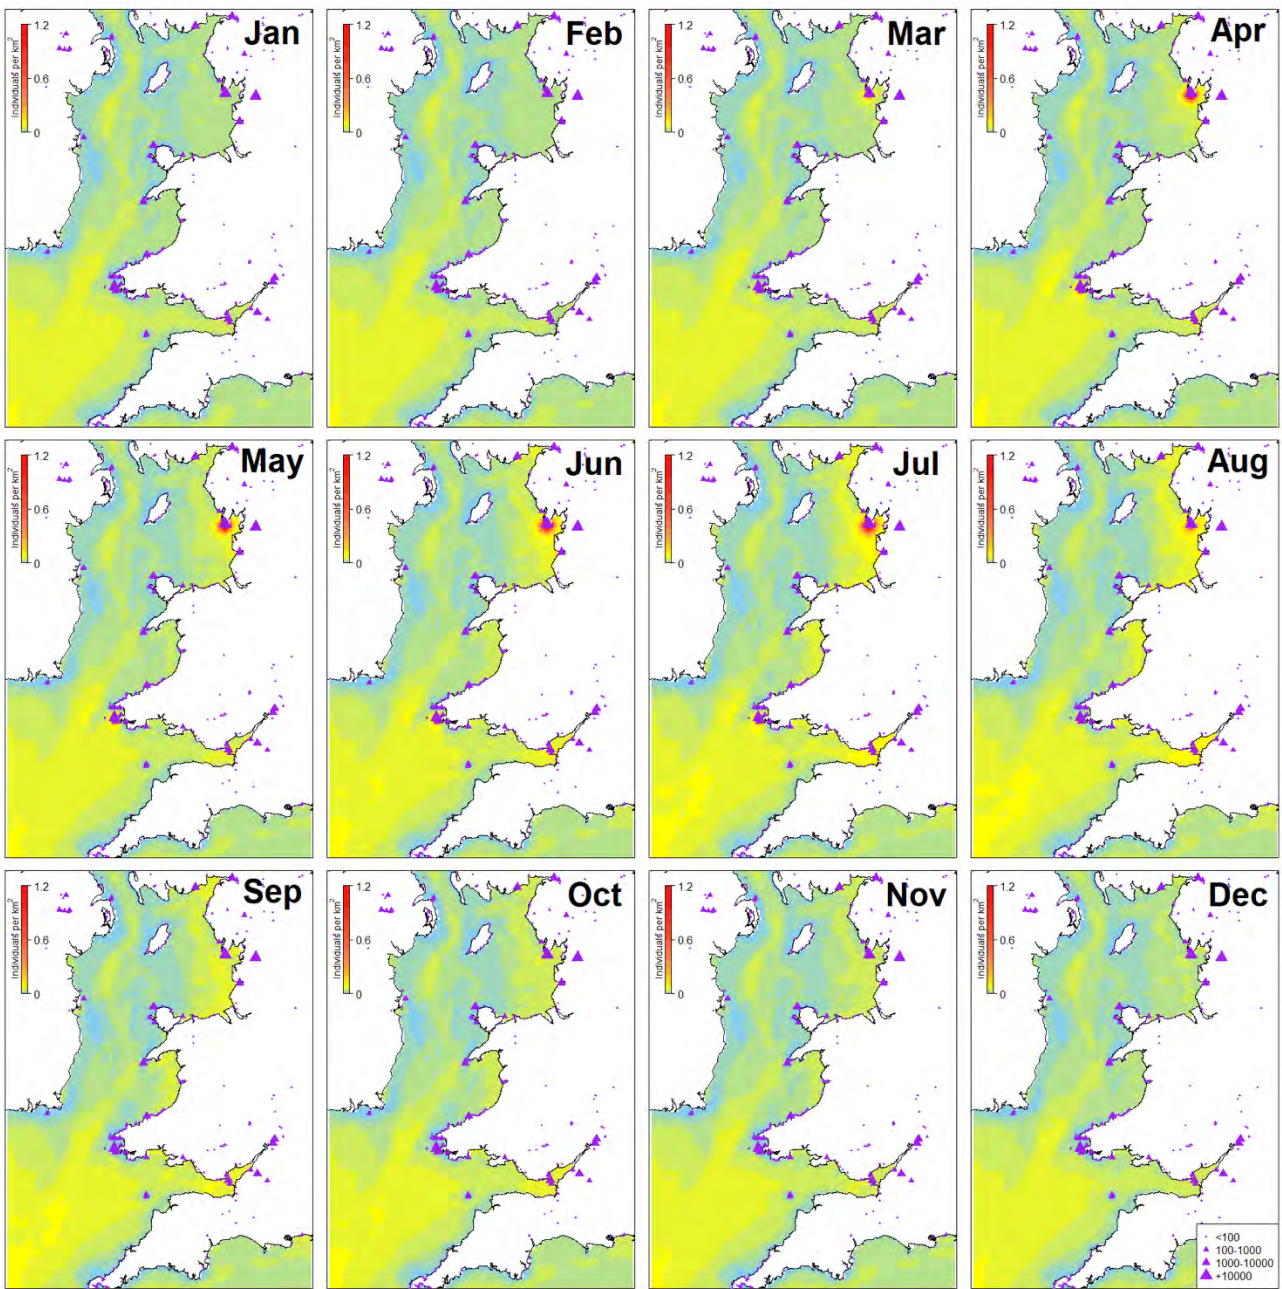 Jan
1.2
0.6
0
Individuals per km²
Feb
1.2
0.6
0
Individuals per km²
Mar
1.2
0.6
0
Individuals per km²
Apr
1.2
0.6
0
Individuals per km²
May
1.2
0.6
0
Individuals per km²
Jun
1.2
0.6
0
Individuals per km²
Jul
1.2
0.6
0
Individuals per km²
Aug
1.2
0.6
0
Individuals per km²
Sep
1.2
0.6
0
Individuals per km²
Oct
1.2
0.6
0
Individuals per km²
Nov
1.2
0.6
0
Individuals per km²
Dec
1.2
0.6
0
Individuals per km²
<100
100-1000
1000-10000
+10000